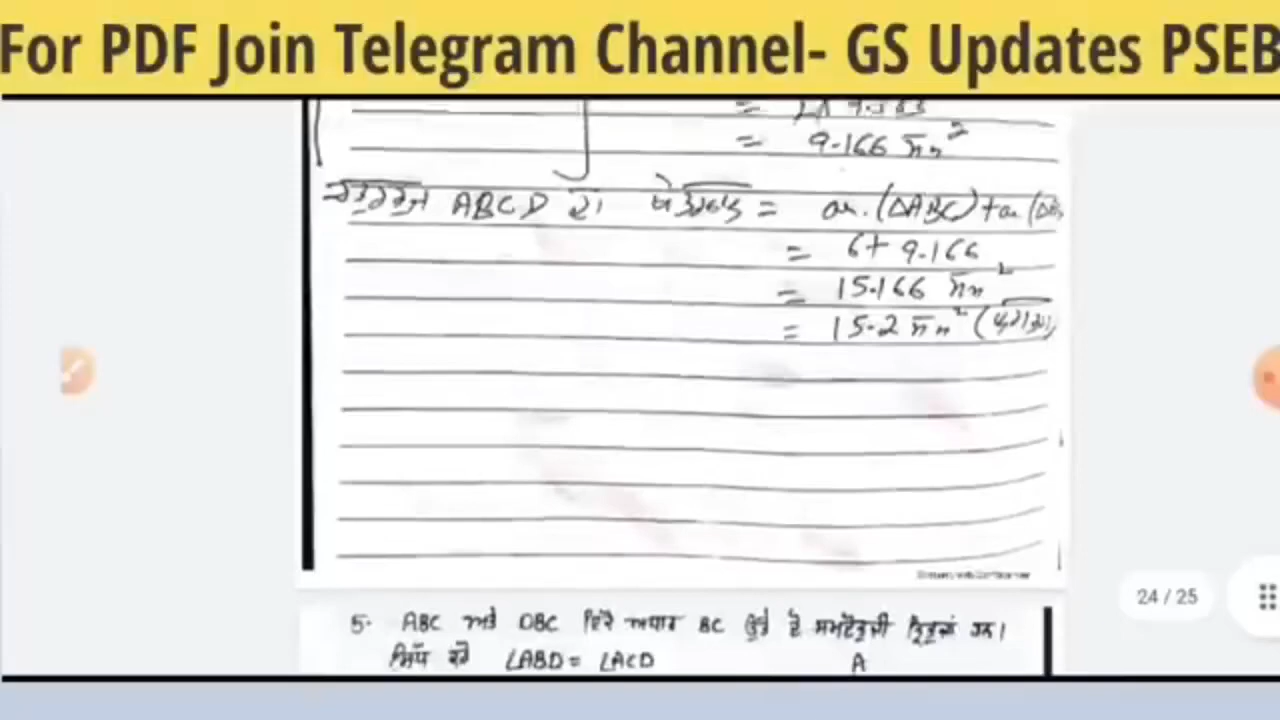 For PDF Join Telegram Channel- GS Updates PSEB
= 9.166 ਸਮ²
ABCD ਦਾ ਖੇਤਰਫਲ = ar.(ΔABC)+ar(Δ
= 6+ 9.166
= 15.166 ਸਮ²
= 15.2 ਸਮ² (
24 / 25
5. ABC ਅਤੇ DBC ਇੱਕੋ ਅਧਾਰ BC ਉੱਤੇ ਦੋ ਸਮਦੋਭੁਜੀ ਤ੍ਰਿਭੁਜਾਂ ਹਨ।
ਸਿੱਧ ਕਰੋ ∠ABD = ∠ACD
A